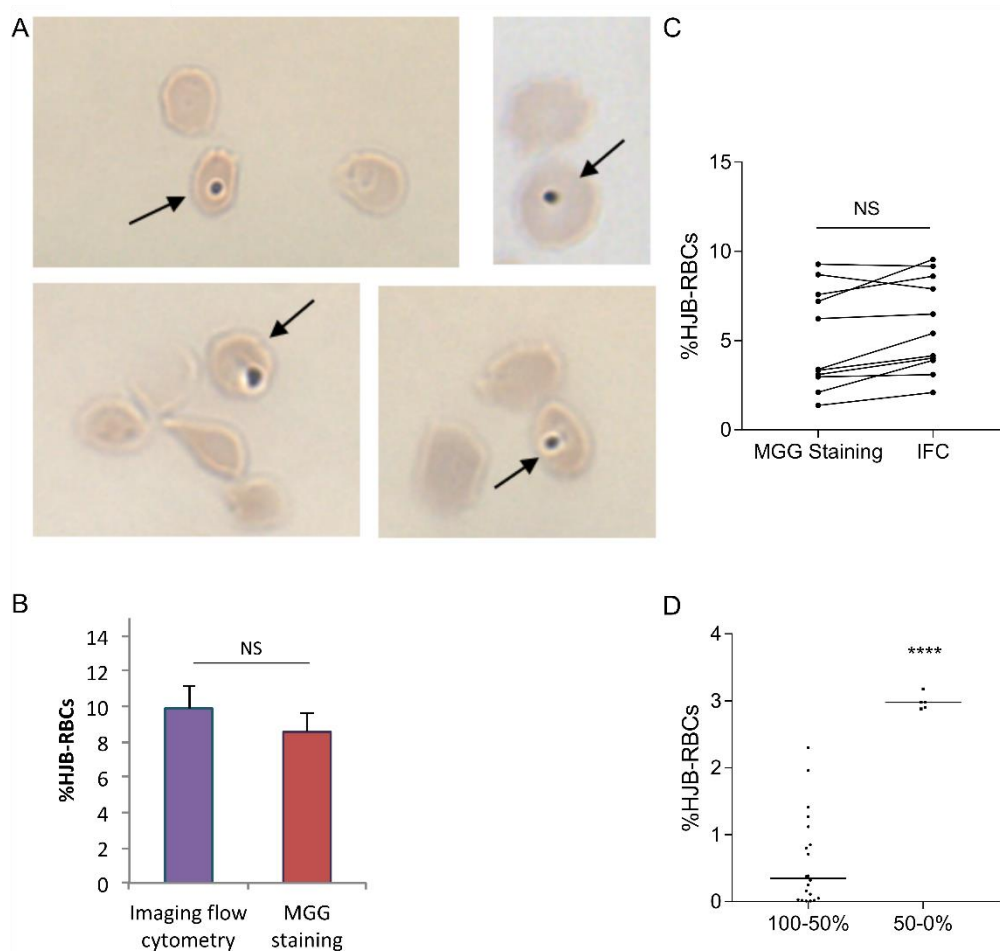 A
C
%HJB-RBCs
15
10
5
0
NS
MGG Staining
IFC
B
%HJB-RBCs
14
12
10
8
6
4
2
0
NS
Imaging flow
cytometry
MGG
staining
D
%HJB-RBCs
4
3
2
1
0
****
100-50%
50-0%